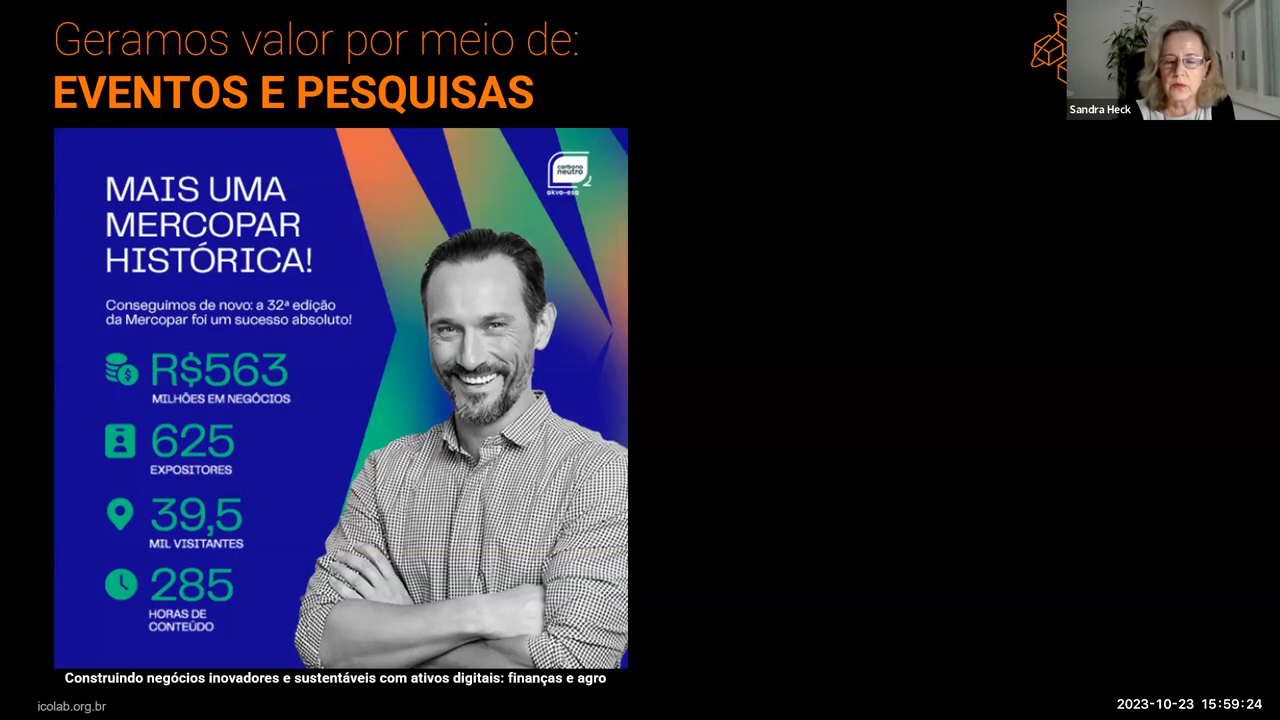 Geramos valor por meio de:
EVENTOS E PESQUISAS
Sandra Heck
carbono
neutro
2
akvo-esg
MAIS UMA
MERCOPAR
HISTÓRICA!
Conseguimos de novo: a 32ª edição
da Mercopar foi um sucesso absoluto!
R$563
MILHÕES EM NEGÓCIOS
625
EXPOSITORES
39,5
MIL VISITANTES
285
HORAS DE
CONTEÚDO
Construindo negócios inovadores e sustentáveis com ativos digitais: finanças e agro
icolab.org.br
2023-10-23 15:59:24